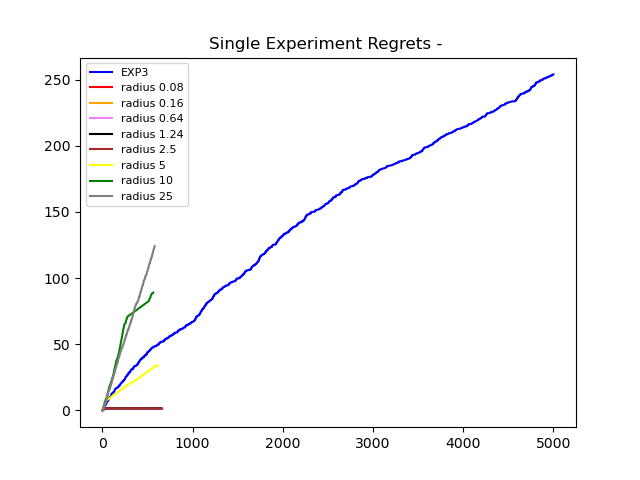 Single Experiment Regrets -
EXP3
radius 0.08
radius 0.16
radius 0.64
radius 1.24
radius 2.5
radius 5
radius 10
radius 25
250
200
150
100
50
0
0 1000 2000 3000 4000 5000